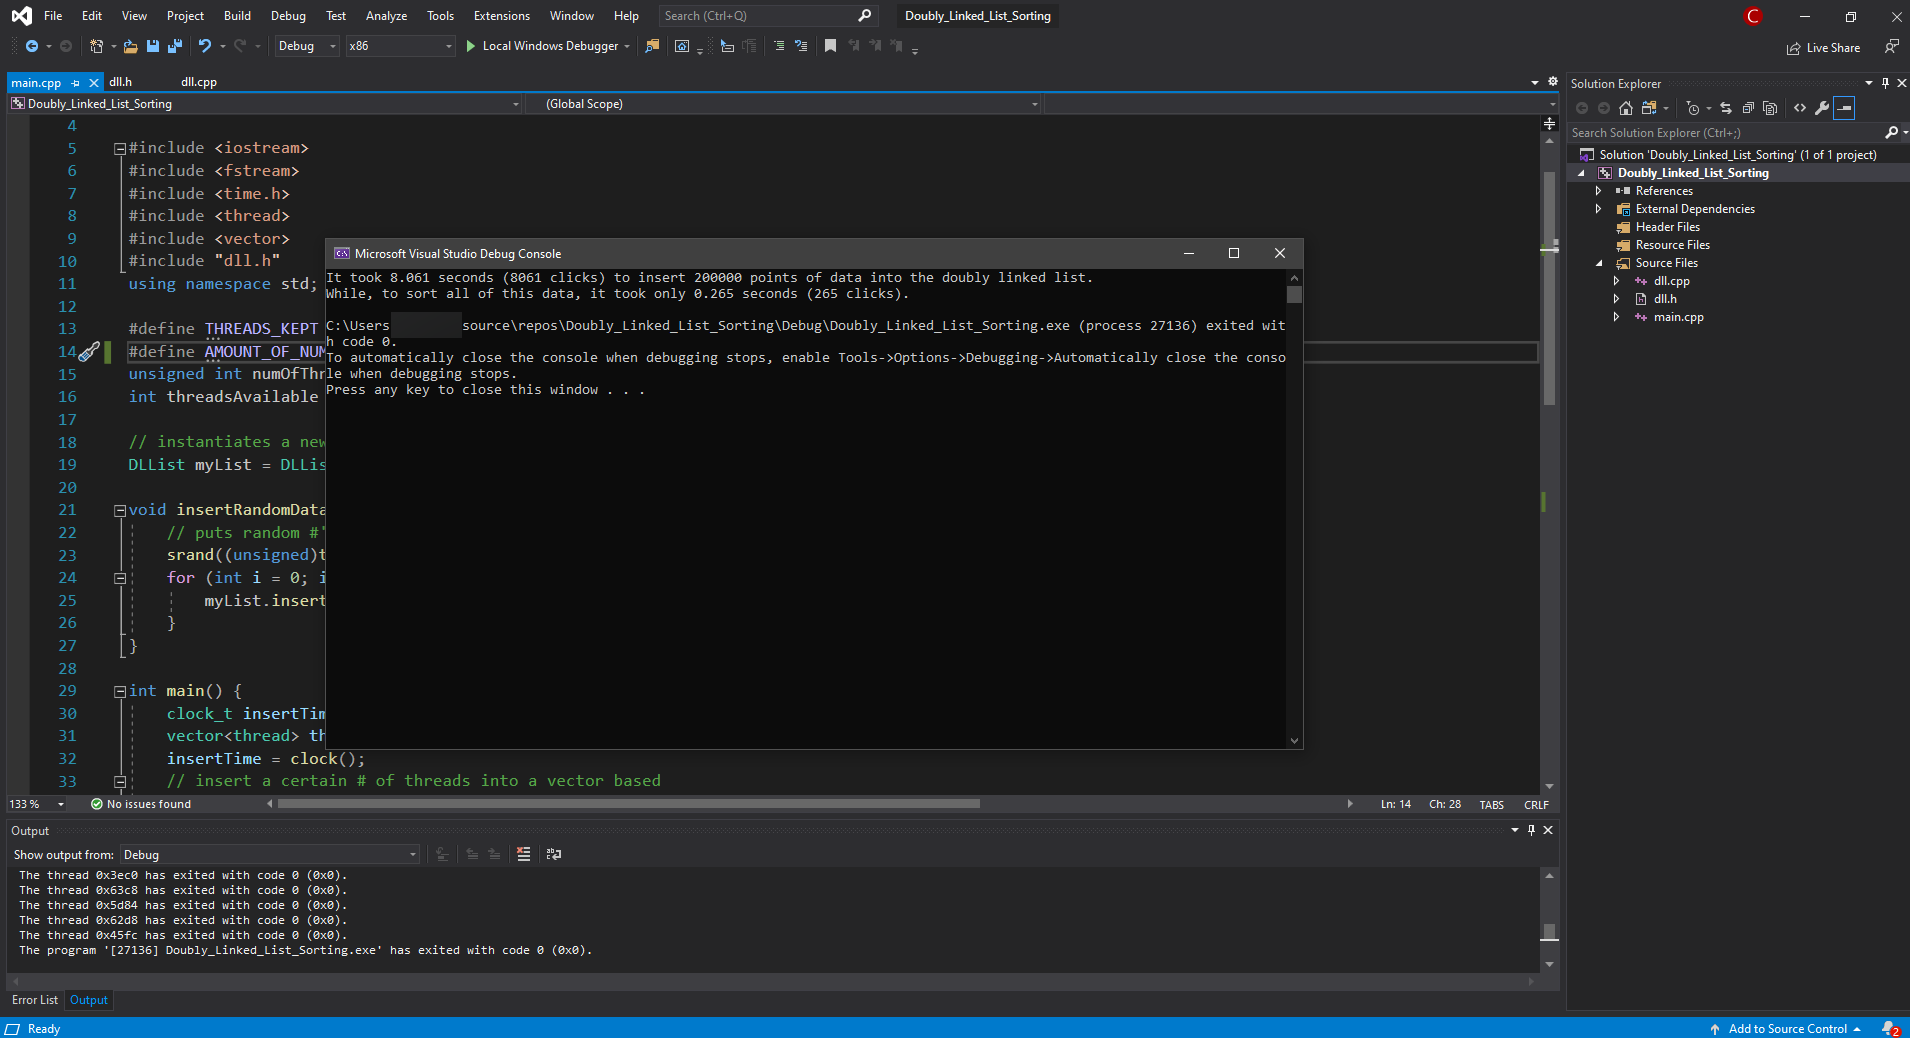 File Edit View Project Build Debug Test Analyze Tools Extensions Window Help Search (Ctrl+Q) Doubly_Linked_List_Sorting C
Debug x86 Local Windows Debugger Live Share
main.cpp dll.h dll.cpp
Doubly_Linked_List_Sorting (Global Scope)
4
5 #include <iostream>
6 #include <fstream>
7 #include <time.h>
8 #include <thread>
9 #include <vector>
10 #include "dll.h"
11 using namespace std;
12
13 #define THREADS_KEPT
14 #define AMOUNT_OF_NUM
15 unsigned int numOfThr
16 int threadsAvailable
17
18 // instantiates a new
19 DLList myList = DLLis
20
21 void insertRandomData
22 // puts random #'
23 srand((unsigned)t
24 for (int i = 0; i
25 myList.insert
26 }
27 }
28
29 int main() {
30 clock_t insertTim
31 vector<thread> th
32 insertTime = clock();
33 // insert a certain # of threads into a vector based
Microsoft Visual Studio Debug Console
It took 8.061 seconds (8061 clicks) to insert 200000 points of data into the doubly linked list.
While, to sort all of this data, it took only 0.265 seconds (265 clicks).
C:\Users source\repos\Doubly_Linked_List_Sorting\Debug\Doubly_Linked_List_Sorting.exe (process 27136) exited wit
h code 0.
To automatically close the console when debugging stops, enable Tools->Options->Debugging->Automatically close the conso
le when debugging stops.
Press any key to close this window . . .
133 % No issues found Ln: 14 Ch: 28 TABS CRLF
Output
Show output from: Debug
The thread 0x3ec0 has exited with code 0 (0x0).
The thread 0x63c8 has exited with code 0 (0x0).
The thread 0x5d84 has exited with code 0 (0x0).
The thread 0x62d8 has exited with code 0 (0x0).
The thread 0x45fc has exited with code 0 (0x0).
The program '[27136] Doubly_Linked_List_Sorting.exe' has exited with code 0 (0x0).
Error List Output
Solution Explorer
Search Solution Explorer (Ctrl+;)
Solution 'Doubly_Linked_List_Sorting' (1 of 1 project)
Doubly_Linked_List_Sorting
References
External Dependencies
Header Files
Resource Files
Source Files
dll.cpp
dll.h
main.cpp
Ready Add to Source Control 2